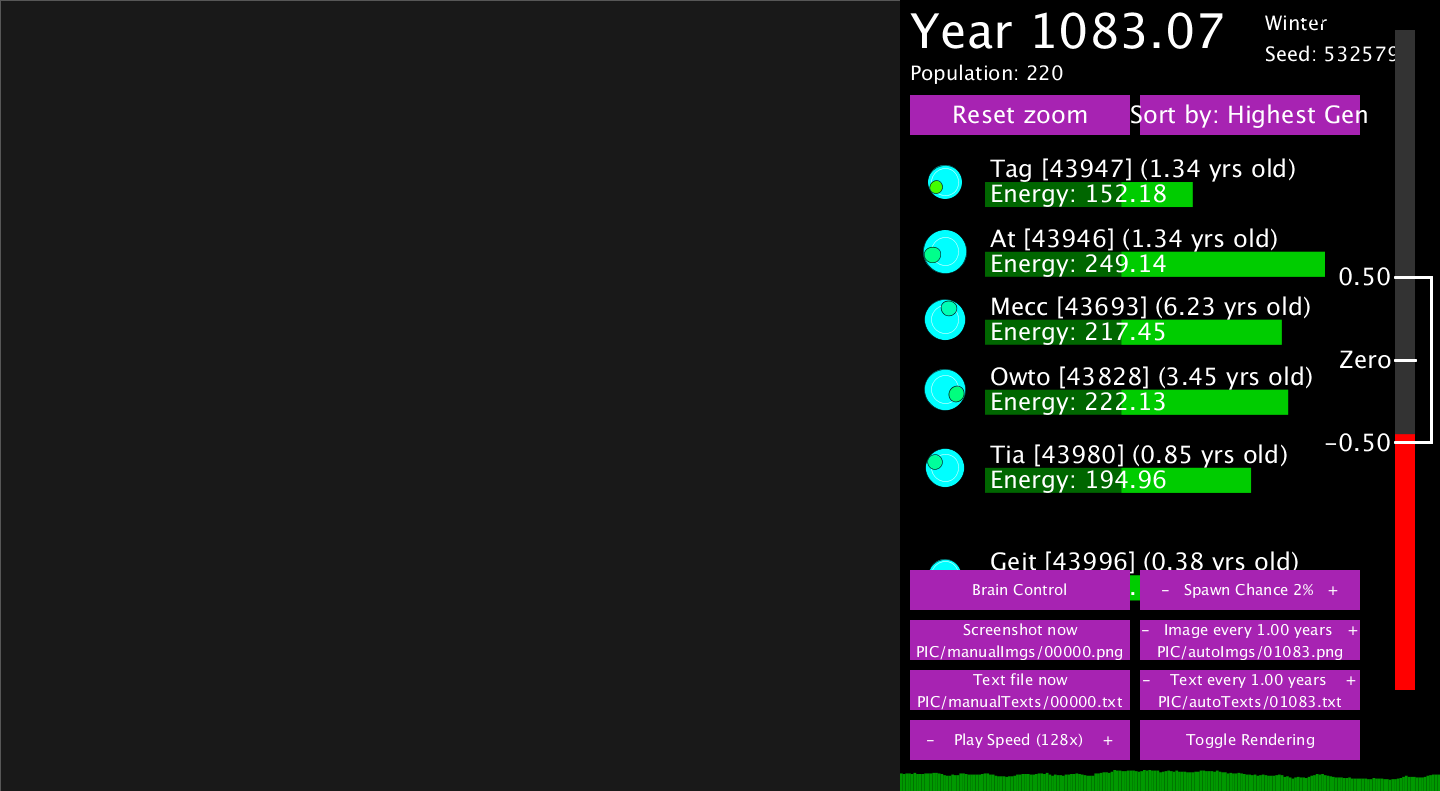 Year 1083.07
Winter
Seed: 532579
Population: 220
Reset zoom
Sort by: Highest Gen
Tag [43947] (1.34 yrs old)
Energy: 152.18
At [43946] (1.34 yrs old)
Energy: 249.14
Mecc [43693] (6.23 yrs old)
Energy: 217.45
Owto [43828] (3.45 yrs old)
Energy: 222.13
Tia [43980] (0.85 yrs old)
Energy: 194.96
Geit [43996] (0.38 yrs old)
0.50
Zero
-0.50
Brain Control
- Spawn Chance 2% +
Screenshot now
PIC/manualImgs/00000.png
- Image every 1.00 years +
PIC/autoImgs/01083.png
Text file now
PIC/manualTexts/00000.txt
- Text every 1.00 years +
PIC/autoTexts/01083.txt
- Play Speed (128x) +
Toggle Rendering